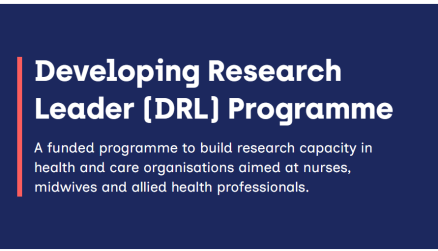 Developing Research
Leader (DRL) Programme
A funded programme to build research capacity in
health and care organisations aimed at nurses,
midwives and allied health professionals.